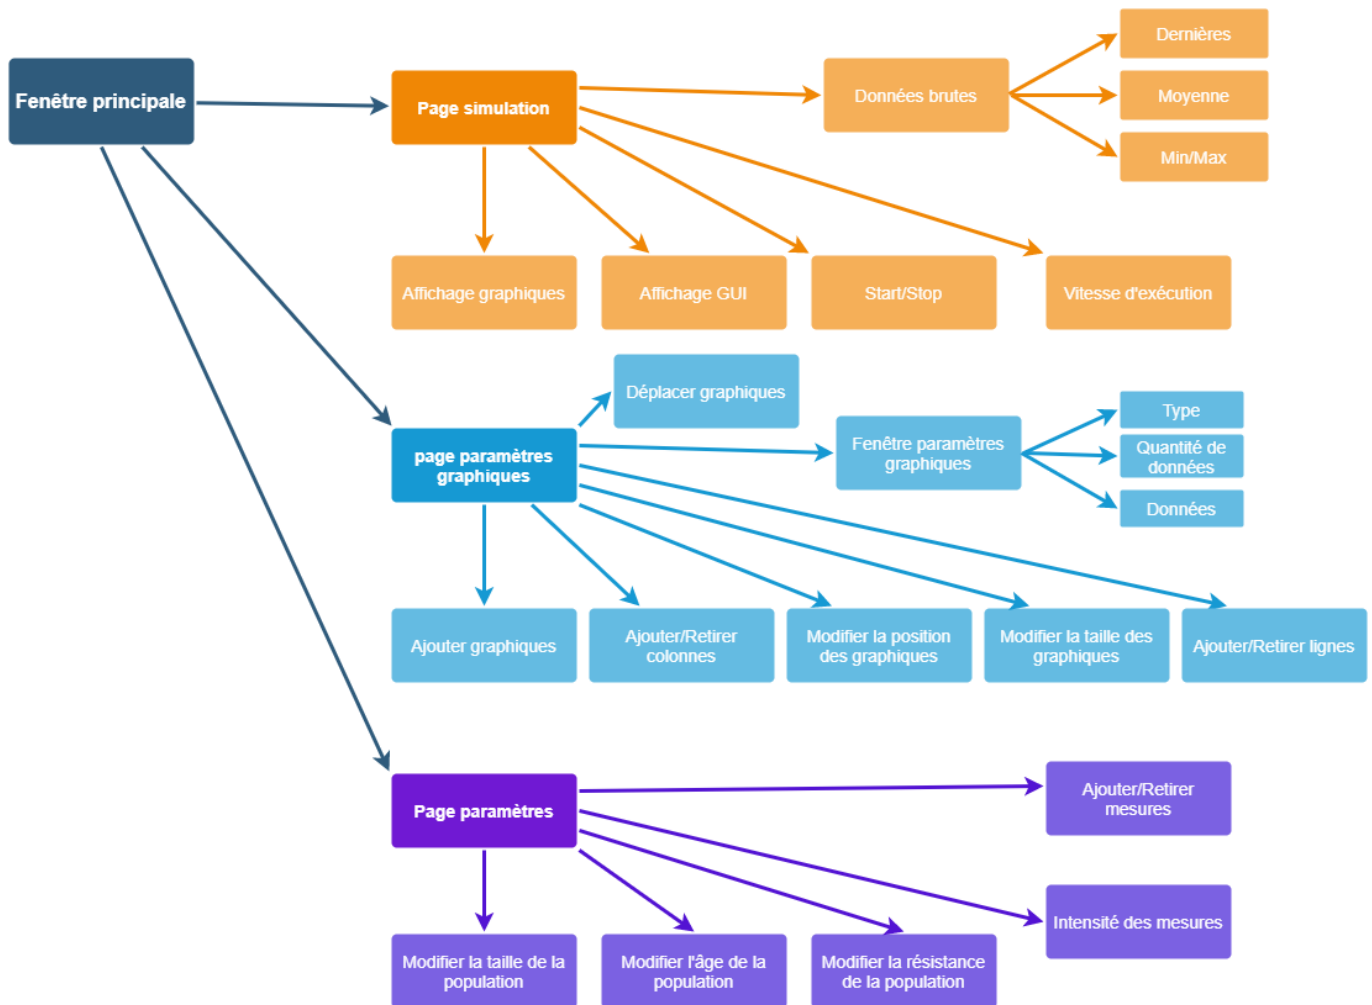 Fenêtre principale
Page simulation
Données brutes
Dernières
Moyenne
Min/Max
Affichage graphiques
Affichage GUI
Start/Stop
Vitesse d'exécution
Déplacer graphiques
page paramètres
graphiques
Fenêtre paramètres
graphiques
Type
Quantité de
données
Données
Ajouter graphiques
Ajouter/Retirer
colonnes
Modifier la position
des graphiques
Modifier la taille des
graphiques
Ajouter/Retirer lignes
Page paramètres
Ajouter/Retirer
mesures
Intensité des mesures
Modifier la taille de la
population
Modifier l'âge de la
population
Modifier la résistance
de la population